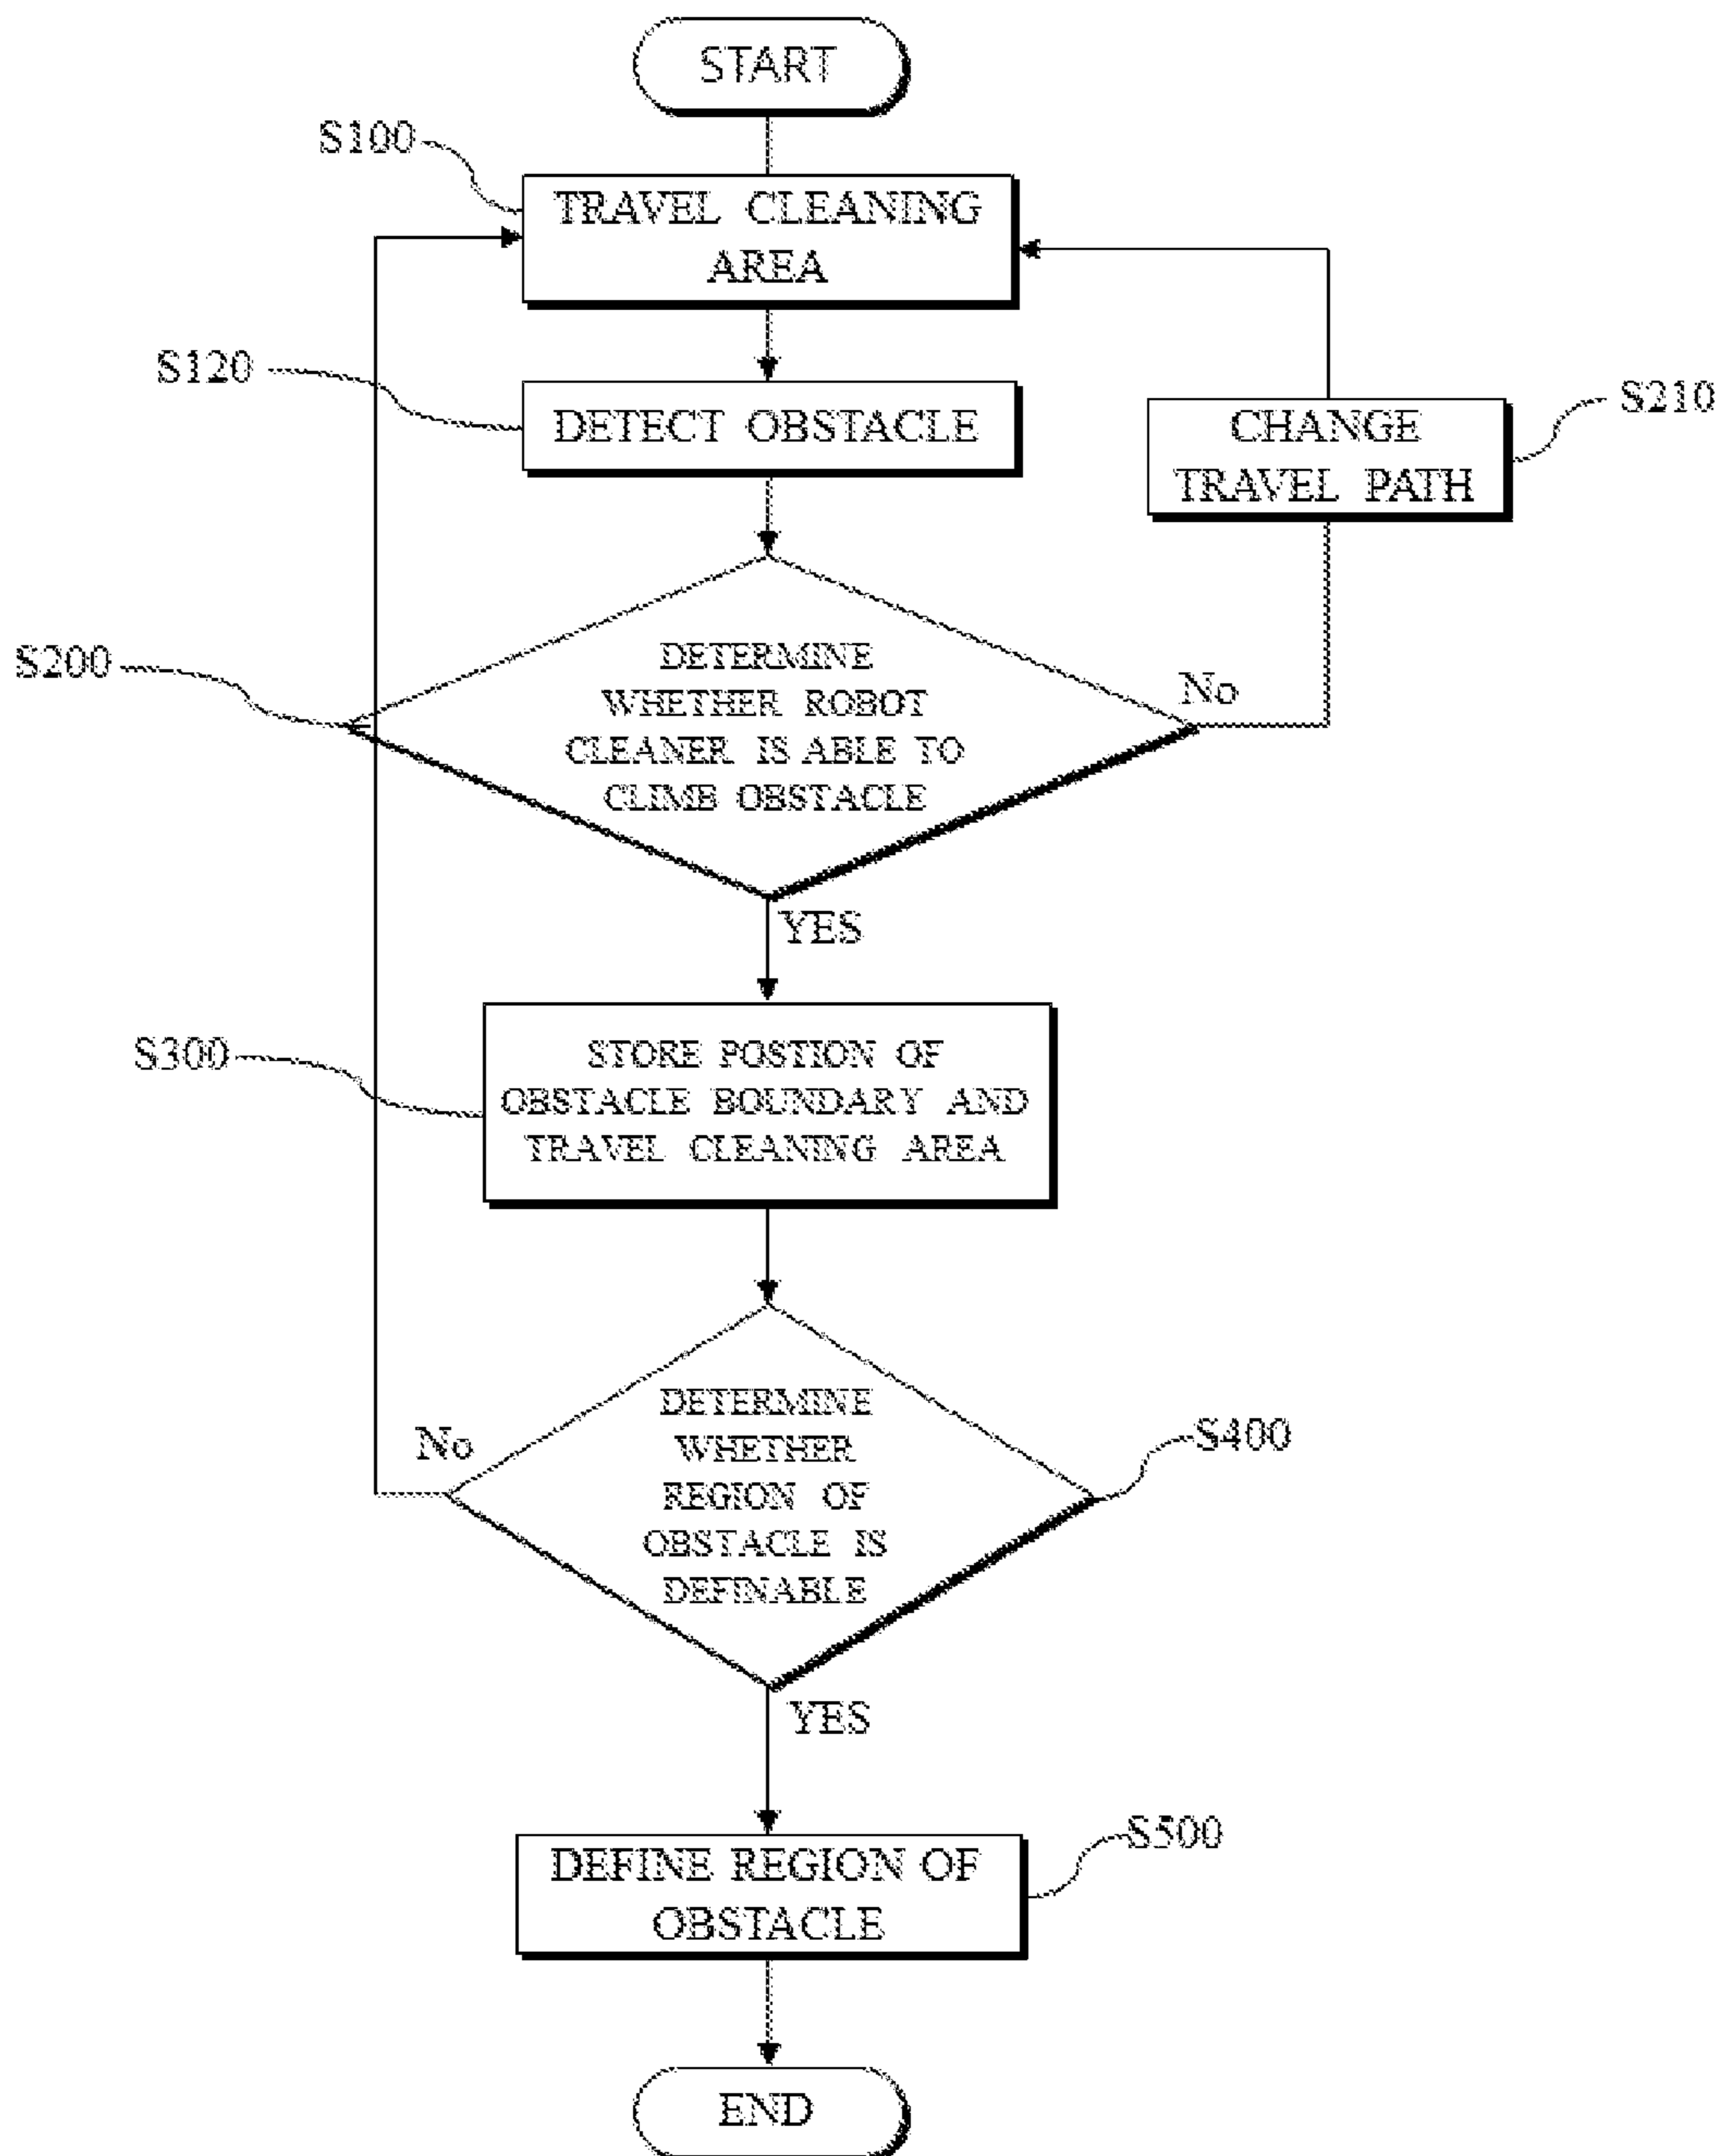 START
S100
TRAVEL CLEANING
AREA
S120
DETECT OBSTACLE
CHANGE
TRAVEL PATH
S210
S200
DETERMINE
WHETHER ROBOT
CLEANER IS ABLE TO
CLIMB OBSTACLE
No
YES
S300
STORE POSTION OF
OBSTACLE BOUNDARY AND
TRAVEL CLEANING AREA
DETERMINE
WHETHER
REGION OF
OBSTACLE IS
DEFINABLE
No
S400
YES
DEFINE REGION OF
OBSTACLE
S500
END